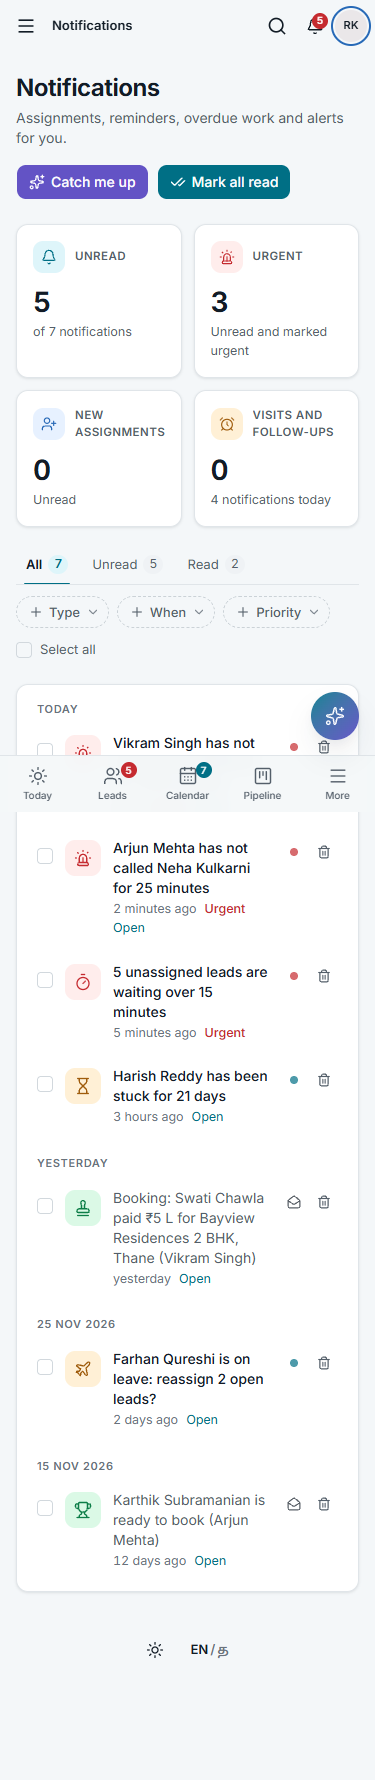 Notifications
5
RK
Notifications
Assignments, reminders, overdue work and alerts
for you.
Catch me up
Mark all read
UNREAD
5
of 7 notifications
URGENT
3
Unread and marked
urgent
NEW
ASSIGNMENTS
0
Unread
VISITS AND
FOLLOW-UPS
0
4 notifications today
All 7
Unread 5
Read 2
Type
When
Priority
Select all
TODAY
Vikram Singh has not
Today
5
Leads
7
Calendar
Pipeline
More
Arjun Mehta has not
called Neha Kulkarni
for 25 minutes
2 minutes ago Urgent
Open
5 unassigned leads are
waiting over 15
minutes
5 minutes ago Urgent
Harish Reddy has been
stuck for 21 days
3 hours ago Open
YESTERDAY
Booking: Swati Chawla
paid ₹5 L for Bayview
Residences 2 BHK,
Thane (Vikram Singh)
yesterday Open
25 NOV 2026
Farhan Qureshi is on
leave: reassign 2 open
leads?
2 days ago Open
15 NOV 2026
Karthik Subramanian is
ready to book (Arjun
Mehta)
12 days ago Open
EN / த